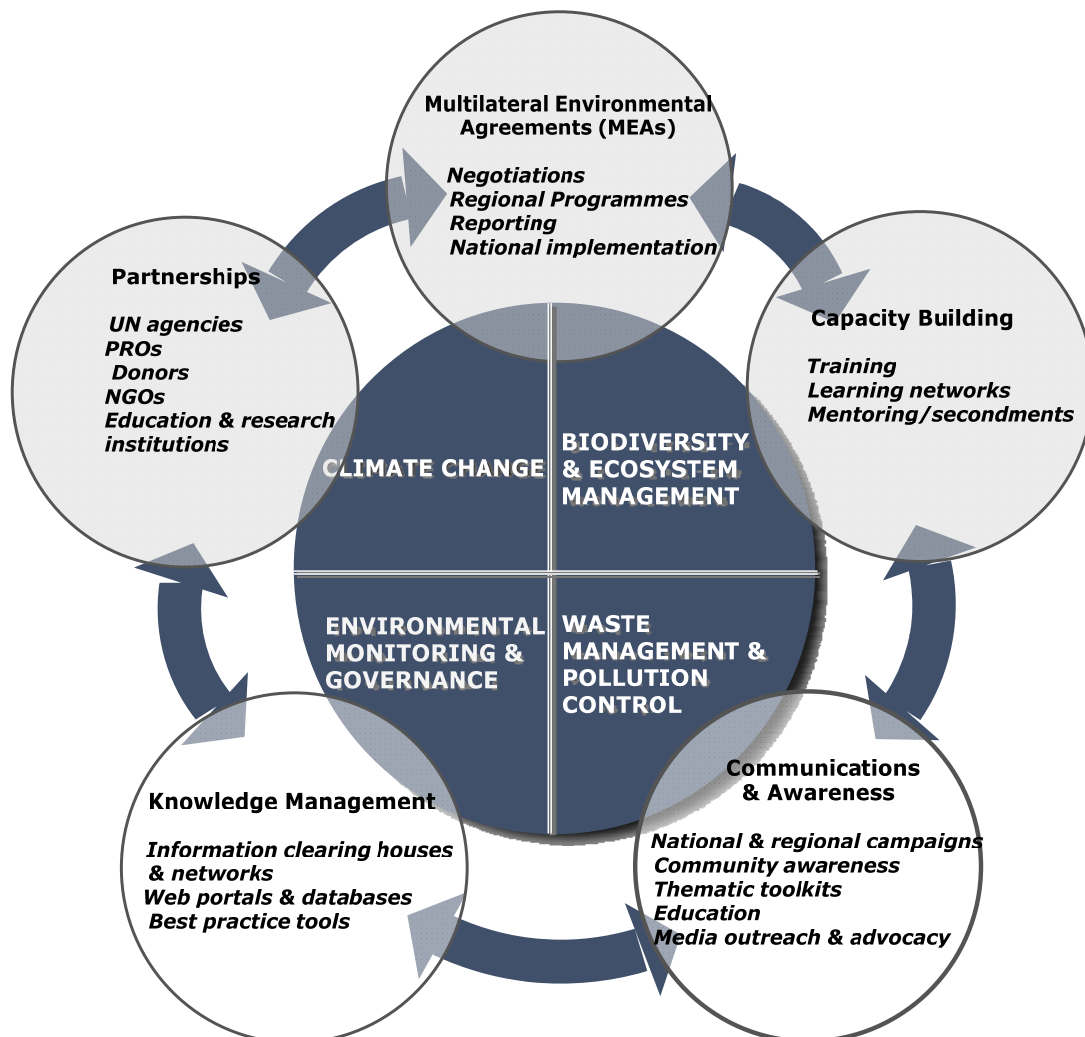 Multilateral Environmental
Agreements (MEAs)
Negotiations
Regional Programmes
Reporting
National implementation
Partnerships
UN agencies
PROs
Donors
NGOs
Education & research
institutions
Capacity Building
Training
Learning networks
Mentoring/secondments
CLIMATE CHANGE
BIODIVERSITY
& ECOSYSTEM
MANAGEMENT
ENVIRONMENTAL
MONITORING &
GOVERNANCE
WASTE
MANAGEMENT &
POLLUTION
CONTROL
Knowledge Management
Information clearing houses
& networks
Web portals & databases
Best practice tools
Communications
& Awareness
National & regional campaigns
Community awareness
Thematic toolkits
Education
Media outreach & advocacy